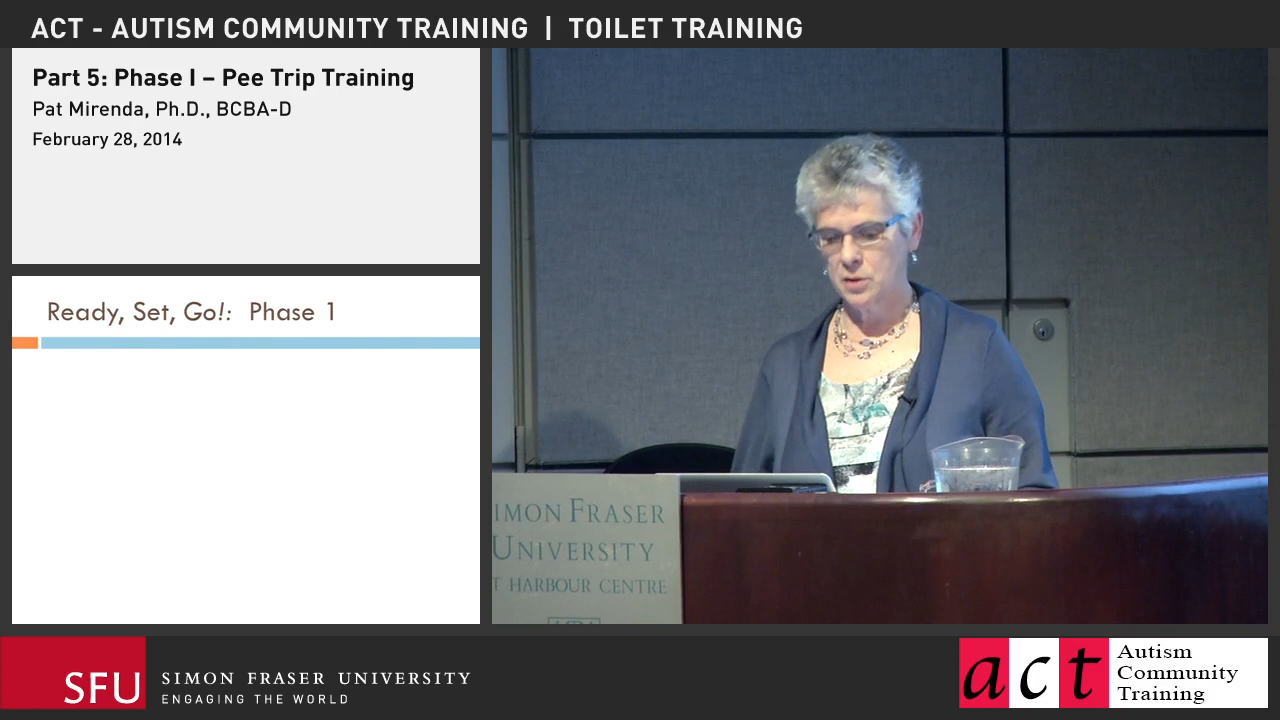 ACT - AUTISM COMMUNITY TRAINING | TOILET TRAINING
Part 5: Phase I – Pee Trip Training
Pat Mirenda, Ph.D., BCBA-D
February 28, 2014
Ready, Set, Go!: Phase 1
IMON FRASER
UNIVERSITY
T HARBOUR CENTRE
SFU
SIMON FRASER UNIVERSITY
ENGAGING THE WORLD
act
Autism
Community
Training